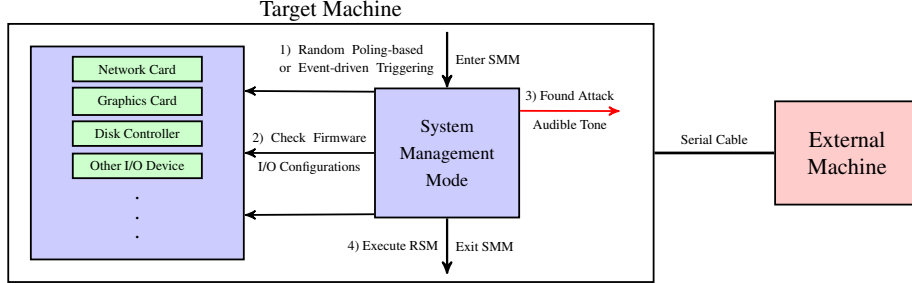 Target Machine
1) Random Poling-based
or Event-driven Triggering
Enter SMM
Network Card
Graphics Card
Disk Controller
Other I/O Device
.
.
.
2) Check Firmware
I/O Configurations
System
Management
Mode
3) Found Attack
Audible Tone
4) Execute RSM
Exit SMM
Serial Cable
External
Machine